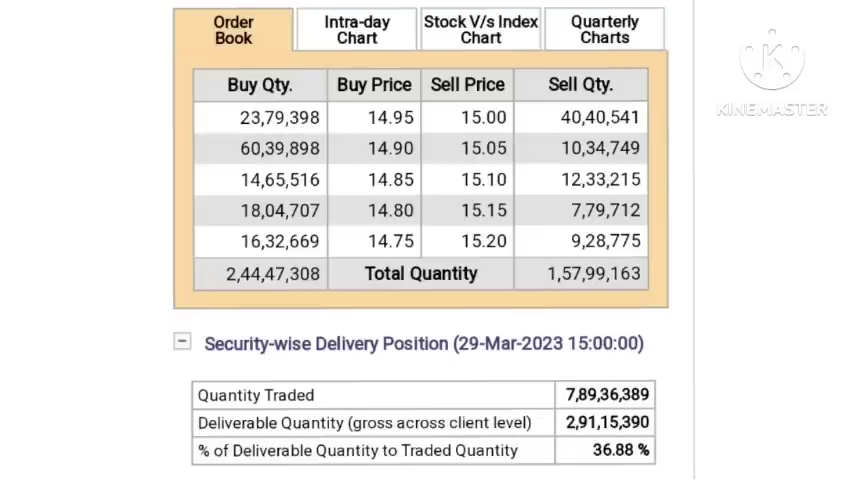 Order Book Intra-day Chart Stock V/s Index Chart Quarterly Charts
KINEMASTER
Buy Qty. Buy Price Sell Price Sell Qty.
23,79,398 14.95 15.00 40,40,541
60,39,898 14.90 15.05 10,34,749
14,65,516 14.85 15.10 12,33,215
18,04,707 14.80 15.15 7,79,712
16,32,669 14.75 15.20 9,28,775
2,44,47,308 Total Quantity 1,57,99,163
Security-wise Delivery Position (29-Mar-2023 15:00:00)
Quantity Traded 7,89,36,389
Deliverable Quantity (gross across client level) 2,91,15,390
% of Deliverable Quantity to Traded Quantity 36.88 %